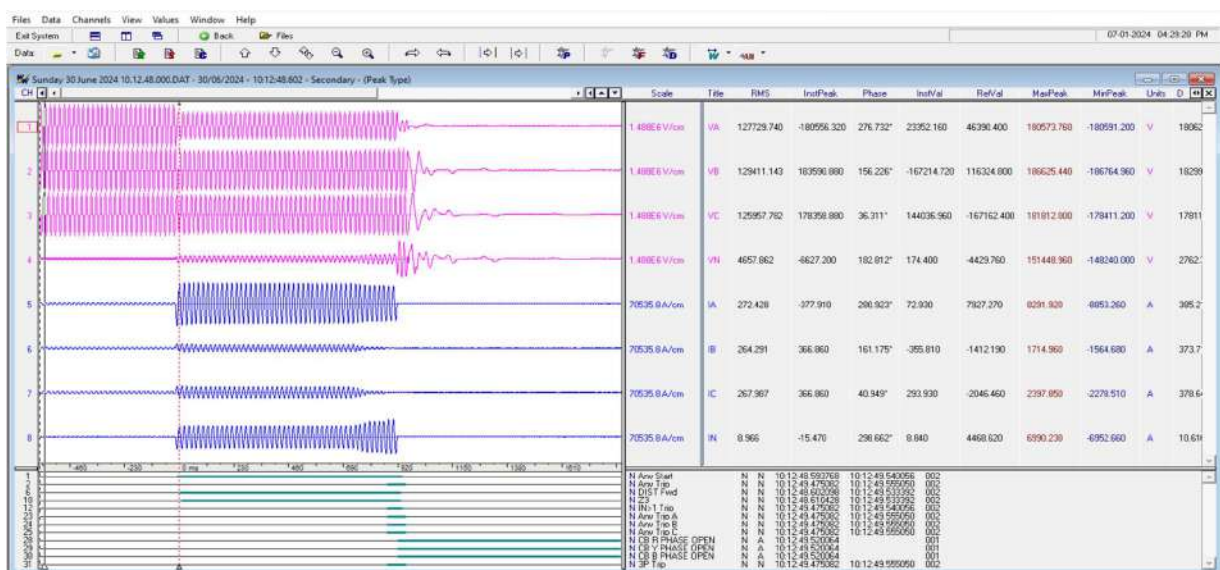 Files Data Channels View Values Window Help
Exit System Back Files 07-01-2024 04:29:28 PM
Data:
Sunday 30 June 2024 10.12.48.000.DAT - 30/06/2024 - 10:12:48.602 - Secondary - (Peak Type)
CH Scale Title RMS InstPeak Phase InstVal RefVal MaxPeak MinPeak Units D
1 1.488E6 V/cm VA 127729.740 -180556.320 276.732° 23352.160 46390.400 180573.760 -180591.200 V
2 1.488E6 V/cm VB 129411.143 183590.880 156.226° -167214.720 116324.800 186625.440 -186764.960 V
3 1.488E6 V/cm VC 125957.782 178358.880 36.311° 144036.960 -167162.400 181812.000 -178411.200 V
4 1.488E6 V/cm VN 4657.862 -6627.200 182.812° 174.400 -4429.760 151448.960 -148240.000 V
5 70535.8 A/cm IA 272.428 -377.910 72.930 7827.270 A
6 70535.8 A/cm IB 264.291 366.860 161.175° -355.810 -1412.190 1714.960 -1564.680 A
7 70535.8 A/cm IC 267.987 366.860 40.949° 293.930 -2046.460 2397.850 -2278.510 A
8 70535.8 A/cm IN 8.966 -15.470 298.662° 8.840 4468.620 6990.230 -6952.660 A
0 ms
N Any Start N N 10:12:48.593768 10:12:49.540056 002
N Any Trip N N 10:12:49.475082 10:12:49.555050 002
N DIST Fwd N N 10:12:48.602098 10:12:49.533392 002
N Z3 N N 10:12:48.610428 10:12:49.533392 002
N IN>1 Trip N N 10:12:49.475082 10:12:49.540056 002
N Any Trip A N N 10:12:49.475082 10:12:49.555050 002
N Any Trip B N N 10:12:49.475082 10:12:49.555050 002
N Any Trip C N N 10:12:49.475082 10:12:49.555050 002
N CB R PHASE OPEN N A 10:12:49.520064 001
N CB Y PHASE OPEN N A 10:12:49.520064 001
N CB B PHASE OPEN N A 10:12:49.520064 001
N 3P Trip N N 10:12:49.475082 10:12:49.555050 002